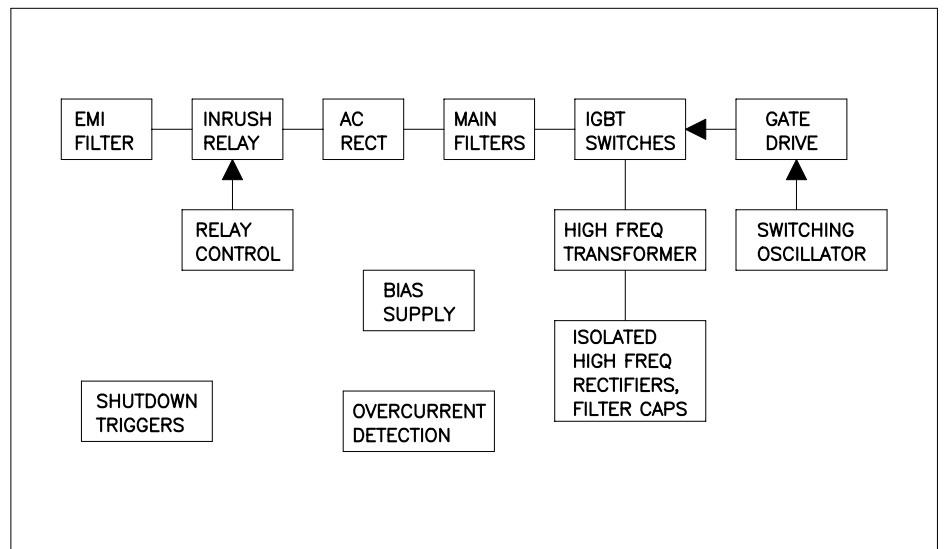 EMI
FILTER
INRUSH
RELAY
AC
RECT
MAIN
FILTERS
IGBT
SWITCHES
GATE
DRIVE
RELAY
CONTROL
HIGH FREQ
TRANSFORMER
SWITCHING
OSCILLATOR
BIAS
SUPPLY
ISOLATED
HIGH FREQ
RECTIFIERS,
FILTER CAPS
SHUTDOWN
TRIGGERS
OVERCURRENT
DETECTION